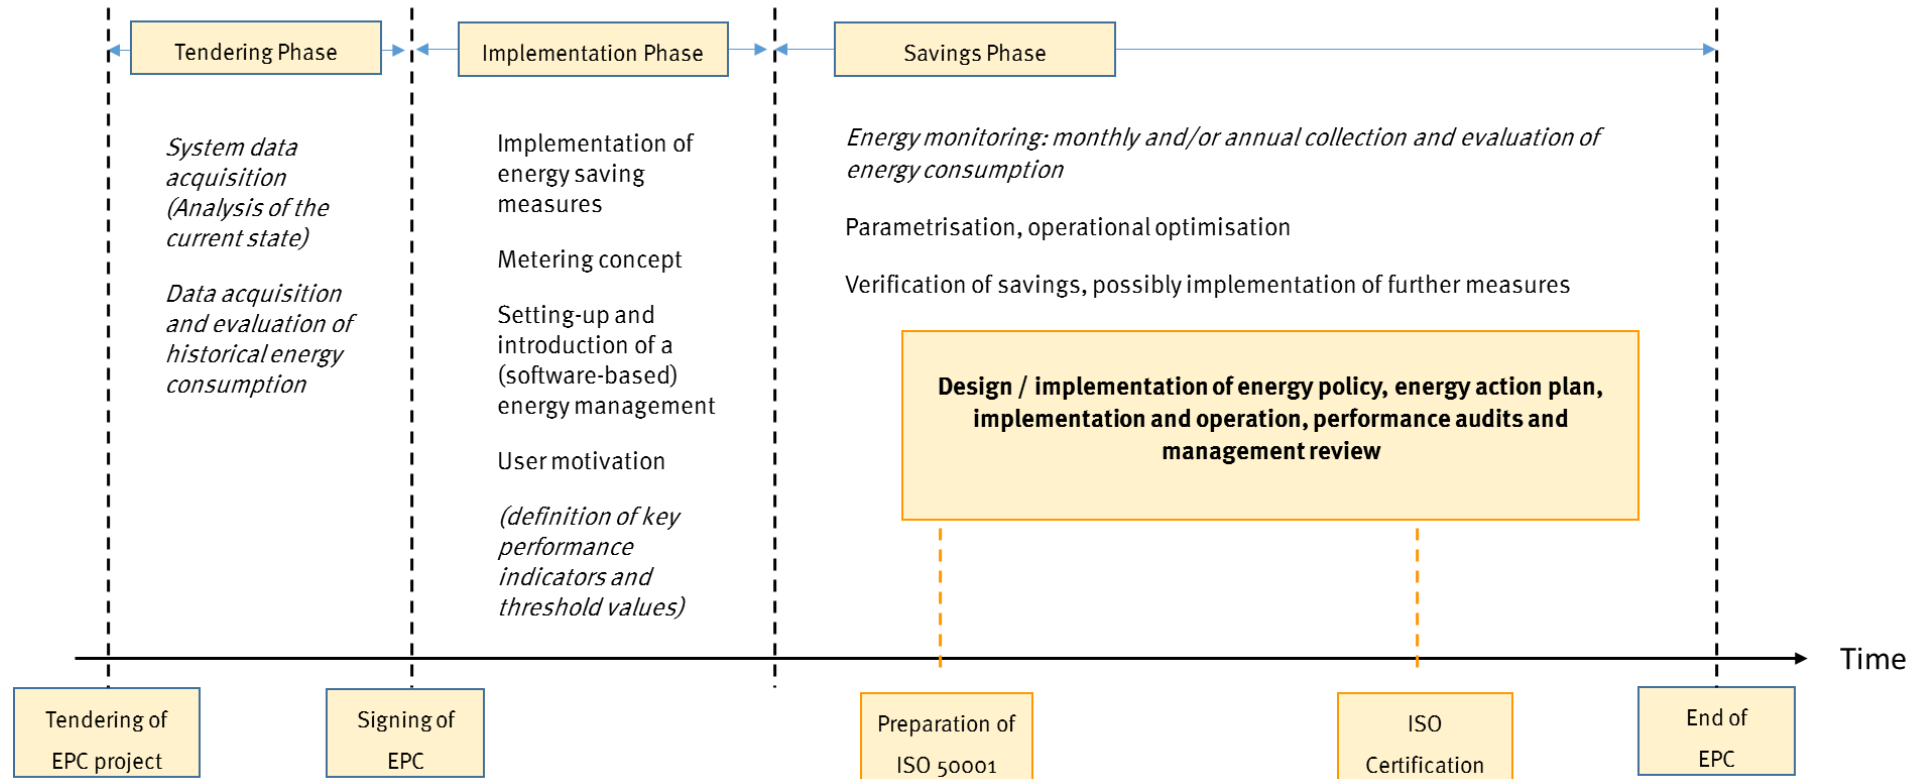 Tendering Phase
Implementation Phase
Savings Phase
System data
acquisition
(Analysis of the
current state)
Data acquisition
and evaluation of
historical energy
consumption
Implementation of
energy saving
measures
Metering concept
Setting-up and
introduction of a
(software-based)
energy management
User motivation
(definition of key
performance
indicators and
threshold values)
Energy monitoring: monthly and/or annual collection and evaluation of
energy consumption
Parametrisation, operational optimisation
Verification of savings, possibly implementation of further measures
Design / implementation of energy policy, energy action plan,
implementation and operation, performance audits and
management review
Time
Tendering of
EPC project
Signing of
EPC
Preparation of
ISO 50001
ISO
Certification
End of
EPC